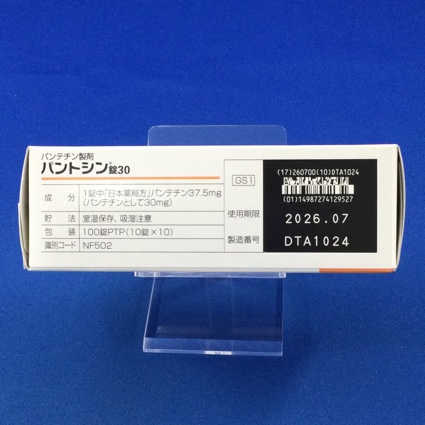 パンテチン製剤
パントシン®錠30
成分 1錠中「日本薬局方」パンテチン37.5mg
(パンテチンとして30mg)
貯法 室温保存、吸湿注意
包装 100錠PTP(10錠×10)
識別コード NF502
GS1
使用期限
製造番号
(17)260700(10)DTA1024
(01)14987274129527
2026.07
DTA1024